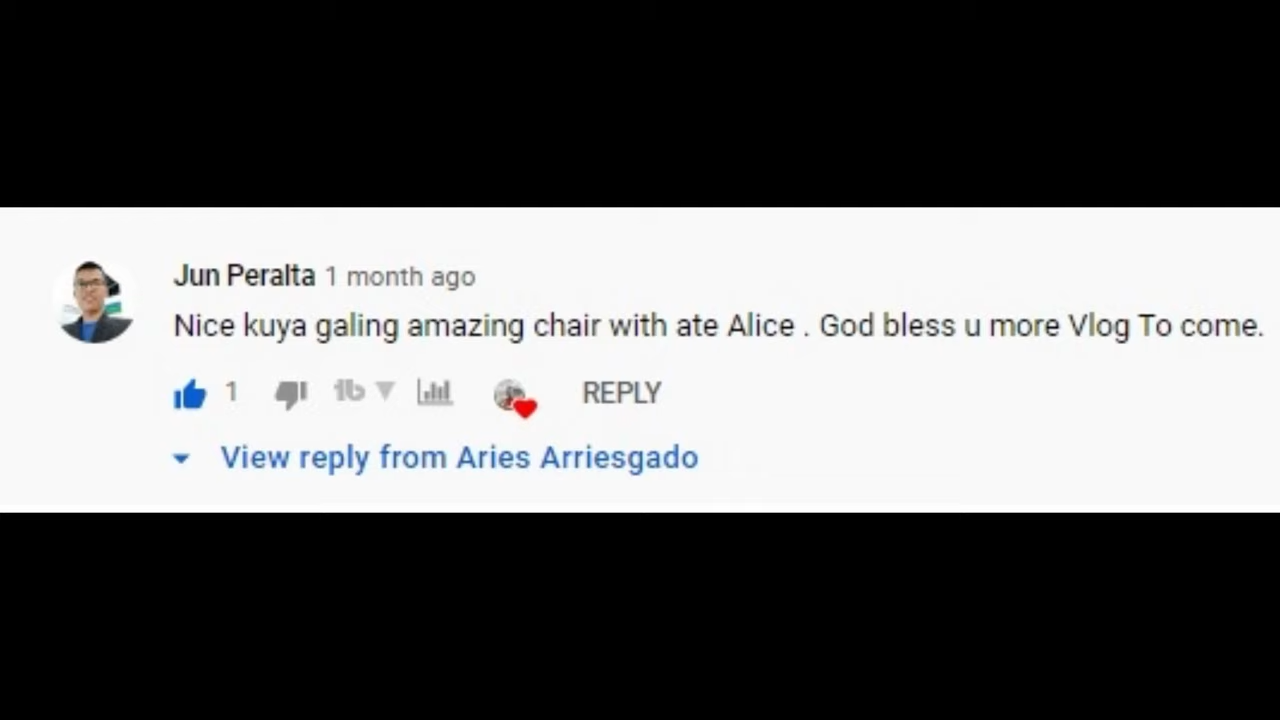 Jun Peralta 1 month ago
Nice kuya galing amazing chair with ate Alice . God bless u more Vlog To come.
1 tb REPLY
View reply from Aries Arriesgado